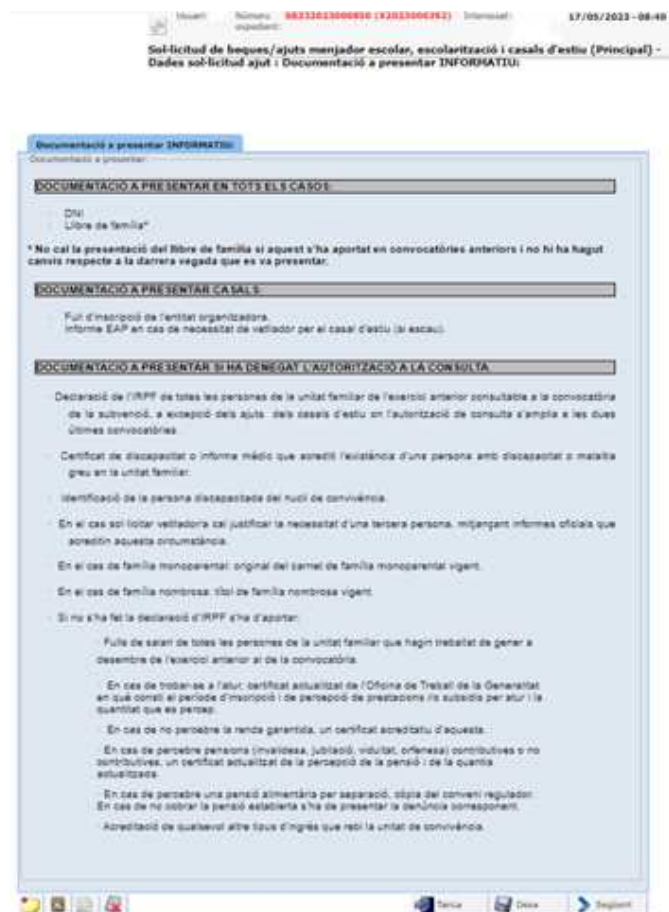 Usuari: Número expedient: Interessat: 17/05/2023 - 08:40
Sol·licitud de beques/ajuts menjador escolar, escolarització i casals d'estiu (Principal) -
Dades sol·licitud ajut : Documentació a presentar INFORMATIU:
Documentació a presentar INFORMATIU:
Documentació a presentar:
DOCUMENTACIÓ A PRESENTAR EN TOTS ELS CASOS:
DNI
Llibre de família*
* No cal la presentació del llibre de família si aquest s'ha aportat en convocatòries anteriors i no hi ha hagut
canvis respecte a la darrera vegada que es va presentar.
DOCUMENTACIÓ A PRESENTAR CASALS:
Full d'inscripció de l'entitat organitzadora.
Informe EAP en cas de necessitat de vetllador per el casal d'estiu (si escau).
DOCUMENTACIÓ A PRESENTAR SI HA DENEGAT L'AUTORITZACIÓ A LA CONSULTA
Declaració de l'IRPF de totes les persones de la unitat familiar de l'exercici anterior consultable a la convocatòria
de la subvenció, a excepció dels ajuts dels casals d'estiu on l'autorització de consulta s'amplia a les dues
últimes convocatòries.
Certificat de discapacitat o informe mèdic que acrediti l'existència d'una persona amb discapacitat o malaltia
greu en la unitat familiar.
Identificació de la persona discapacitada del nucli de convivència.
En el cas sol·licitar vetllador/a cal justificar la necessitat d'una tercera persona, mitjançant informes oficials que
acreditin aquesta circumstància.
En el cas de família monoparental: original del carnet de família monoparental vigent.
En el cas de família nombrosa: títol de família nombrosa vigent.
Si no s'ha fet la declaració d'IRPF s'ha d'aportar:
Fulls de salari de totes les persones de la unitat familiar que hagin treballat de gener a
desembre de l'exercici anterior al de la convocatòria.
En cas de trobar-se a l'atur, certificat actualitzat de l'Oficina de Treball de la Generalitat
en què consti el període d'inscripció i de percepció de prestacions i/o subsidis per atur i la
quantitat que es percep.
En cas de no percebre la renda garantida, un certificat acreditatiu d'aquesta.
En cas de percebre pensions (invalidesa, jubilació, viduïtat, orfenesa) contributives o no
contributives, un certificat actualitzat de la percepció de la pensió i de la quantia
actualitzada.
En cas de percebre una pensió alimentària per separació, còpia del conveni regulador.
En cas de no cobrar la pensió establerta s'ha de presentar la denúncia corresponent.
Acreditació de qualsevol altre tipus d'ingrés que rebi la unitat de convivència.
Tanca Desa Següent